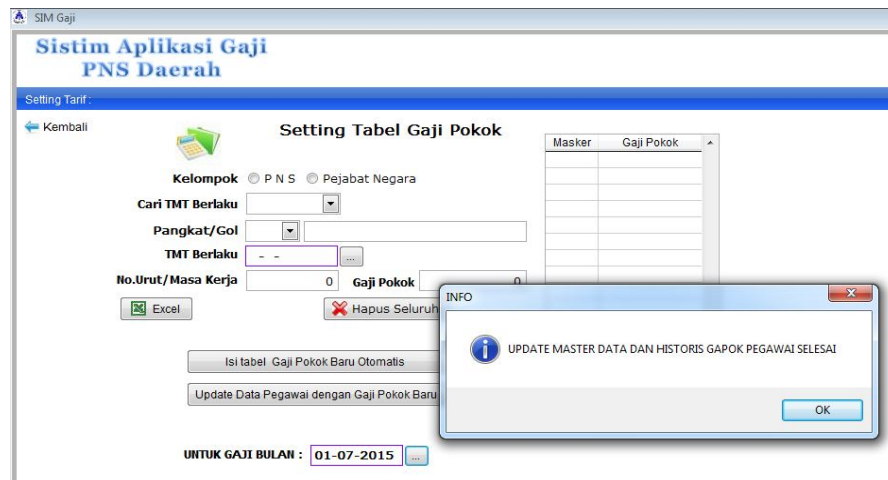 SIM Gaji
Sistim Aplikasi Gaji
PNS Daerah
Setting Tarif :
Kembali
Setting Tabel Gaji Pokok
Masker Gaji Pokok
Kelompok P N S Pejabat Negara
Cari TMT Berlaku
Pangkat/Gol
TMT Berlaku - - ...
No.Urut/Masa Kerja 0 Gaji Pokok 0
Excel Hapus Seluruh
INFO
UPDATE MASTER DATA DAN HISTORIS GAPOK PEGAWAI SELESAI
OK
Isi tabel Gaji Pokok Baru Otomatis
Update Data Pegawai dengan Gaji Pokok Baru
UNTUK GAJI BULAN : 01-07-2015 ...